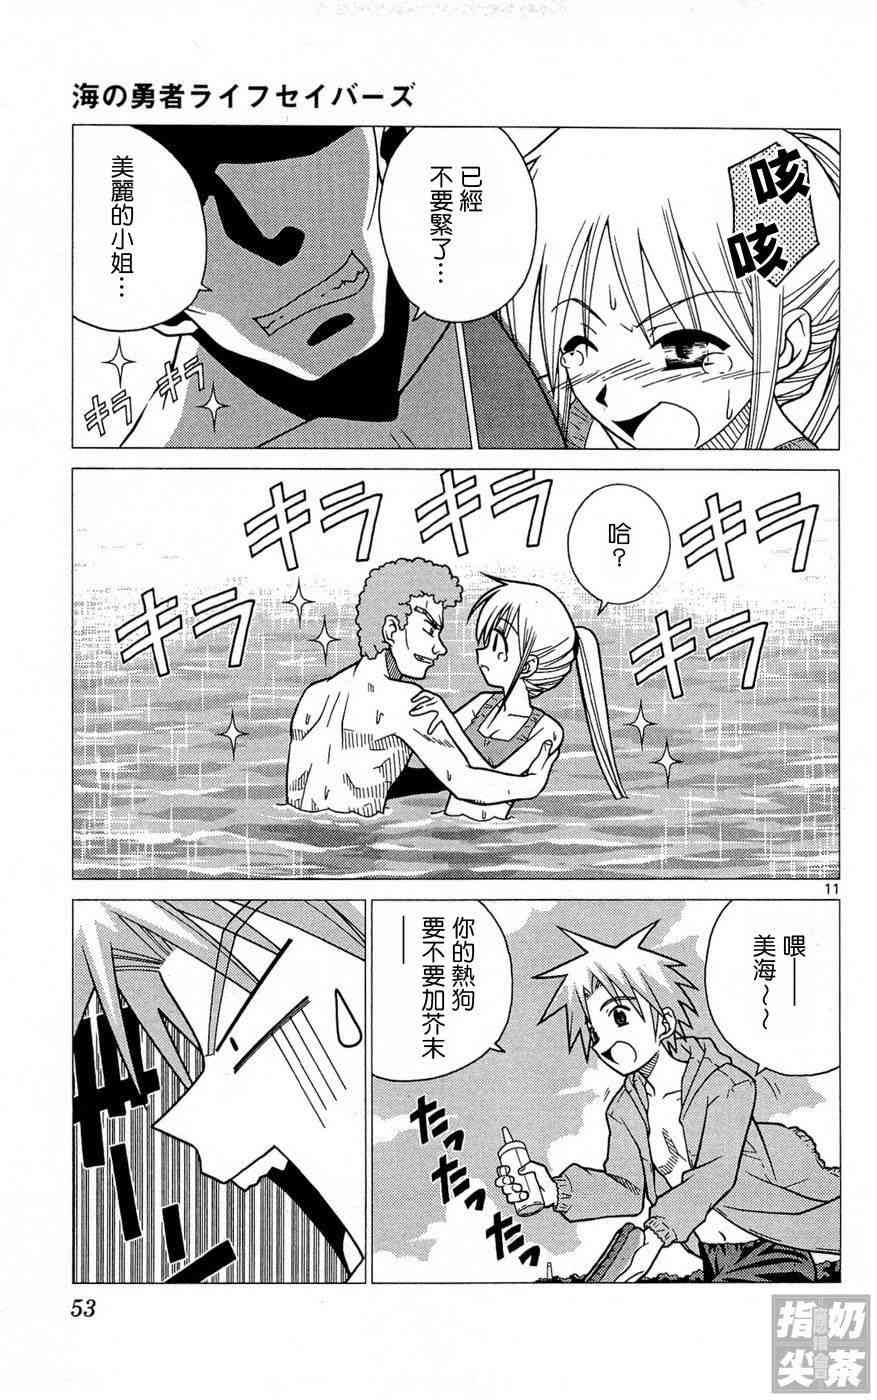 海の勇者ライフセイバーズ
咳
咳
已經
不要緊了…
美麗的小姐…
キラ
キラ
キラ
キラ
キラ
キラ
キラ
哈？
11
喂——
美海~~
你的熱狗
要不要加芥末
——
たったったっ
53
指尖
奶茶